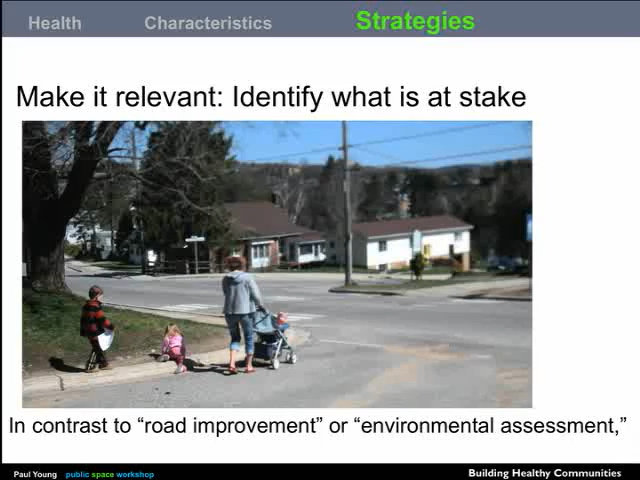 Health Characteristics Strategies
Make it relevant: Identify what is at stake
In contrast to “road improvement” or “environmental assessment,”
Paul Young public space workshop Building Healthy Communities